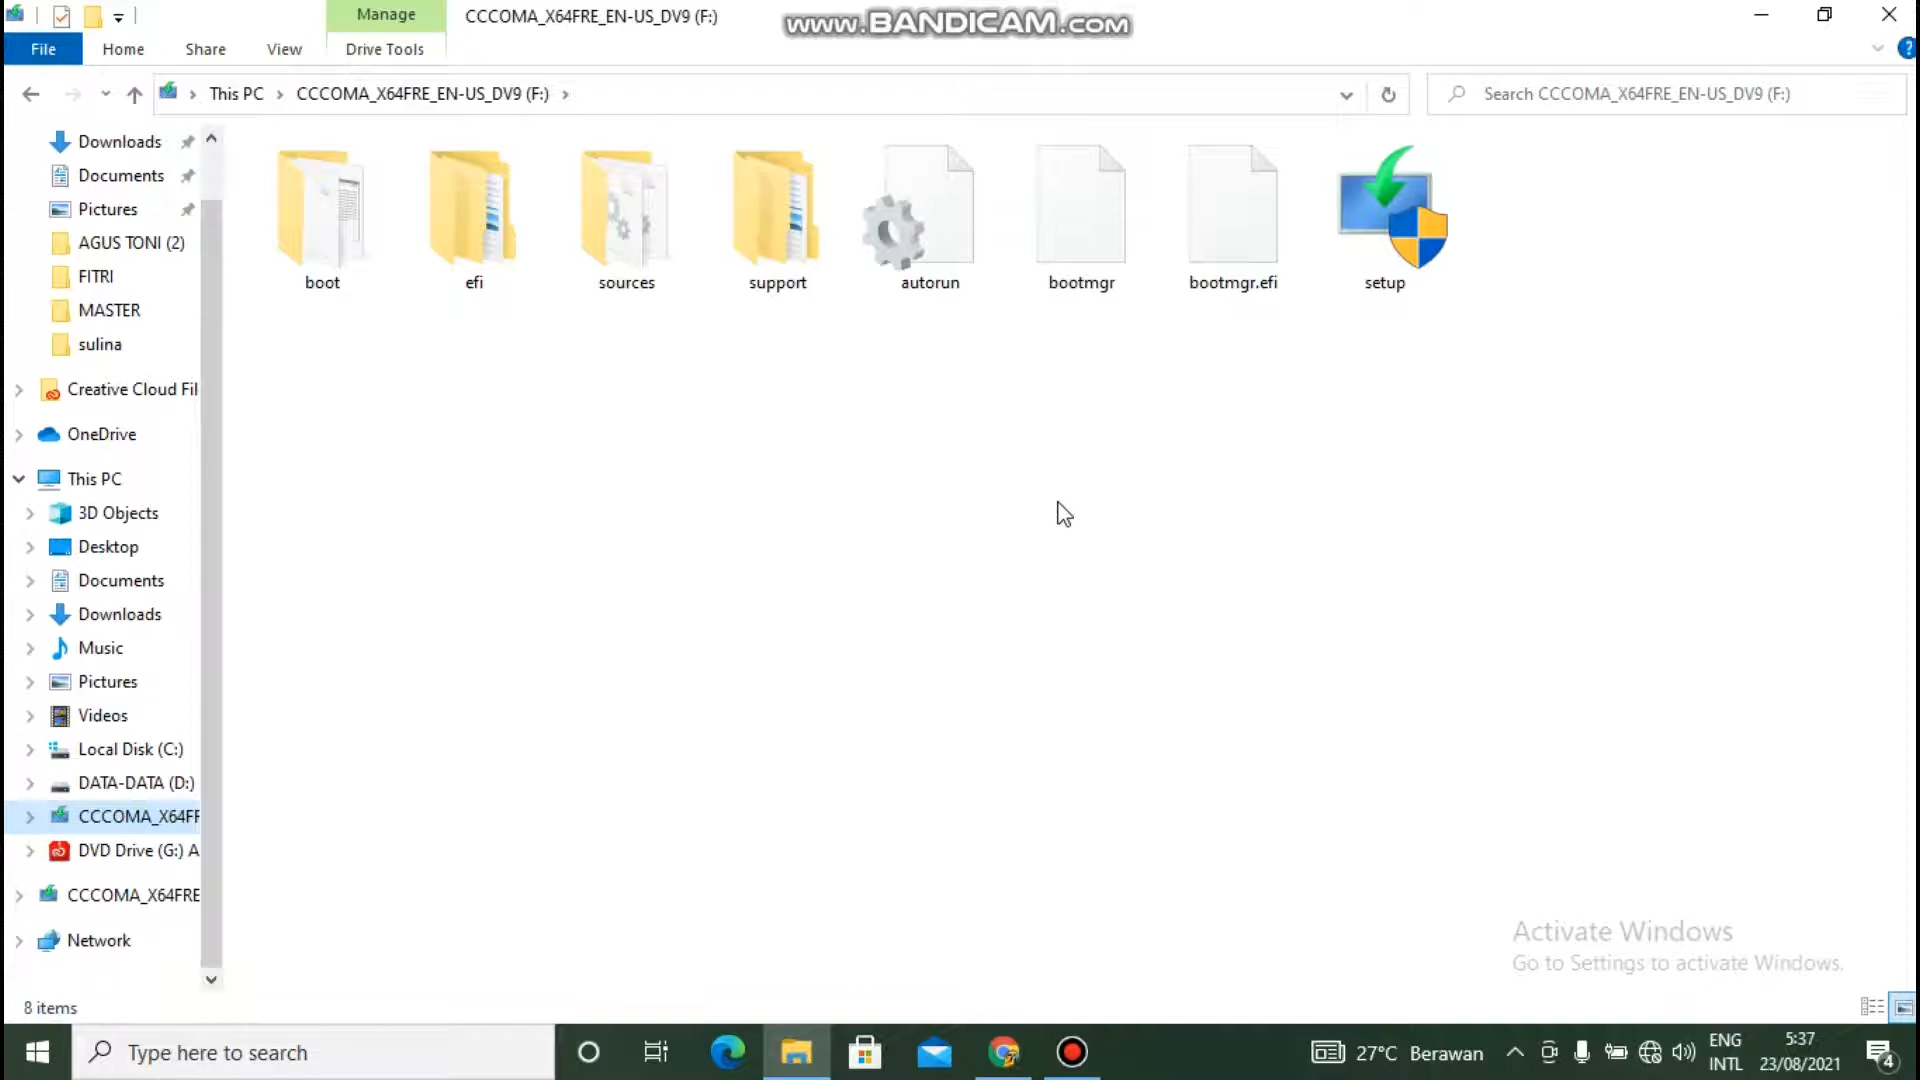 Manage
CCCOMA_X64FRE_EN-US_DV9 (F:)
www.BANDICAM.com
File
Home
Share
View
Drive Tools
This PC
CCCOMA_X64FRE_EN-US_DV9 (F:)
Search CCCOMA_X64FRE_EN-US_DV9 (F:)
Downloads
Documents
Pictures
AGUS TONI (2)
FITRI
MASTER
sulina
Creative Cloud Fil
OneDrive
This PC
3D Objects
Desktop
Documents
Downloads
Music
Pictures
Videos
Local Disk (C:)
DATA-DATA (D:)
CCCOMA_X64FR
DVD Drive (G:) A
CCCOMA_X64FRE
Network
boot
efi
sources
support
autorun
bootmgr
bootmgr.efi
setup
Activate Windows
Go to Settings to activate Windows.
8 items
Type here to search
27°C Berawan
ENG
INTL
5:37
23/08/2021
4